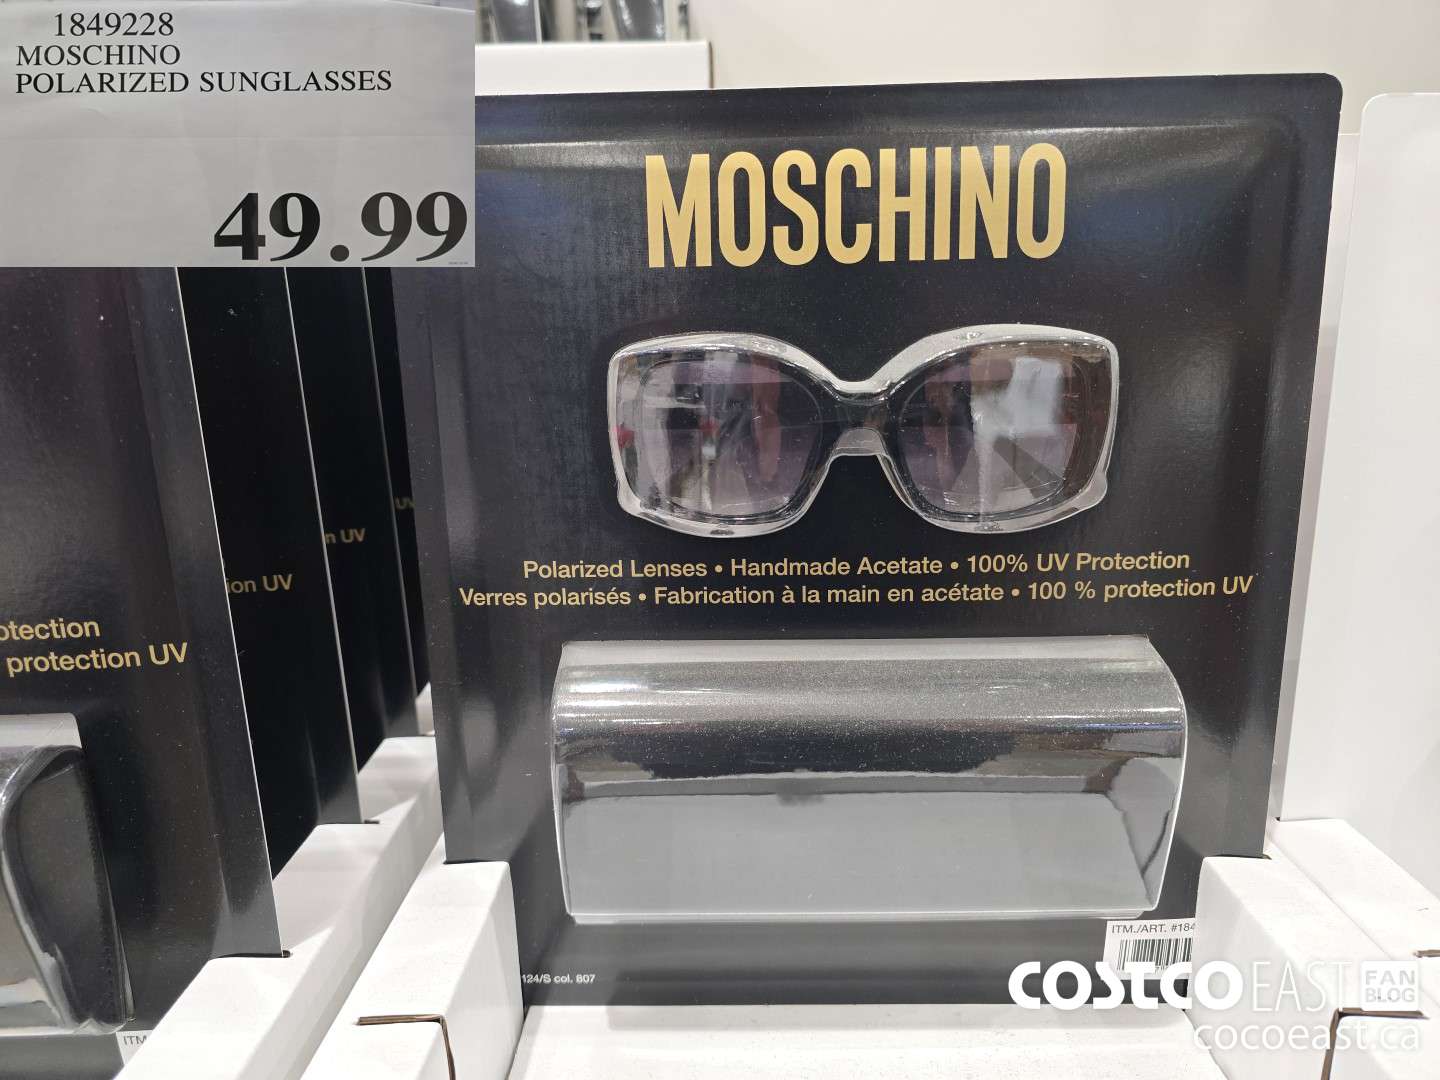 1849228
MOSCHINO
POLARIZED SUNGLASSES
49.99
MOSCHINO
Polarized Lenses • Handmade Acetate • 100% UV Protection
Verres polarisés • Fabrication à la main en acétate • 100 % protection UV
UV
n UV
ion UV
otection
protection UV
ITM./ART. #184
124/S col. 807
ITM
COSTCO EAST FAN BLOG
cocoeast.ca